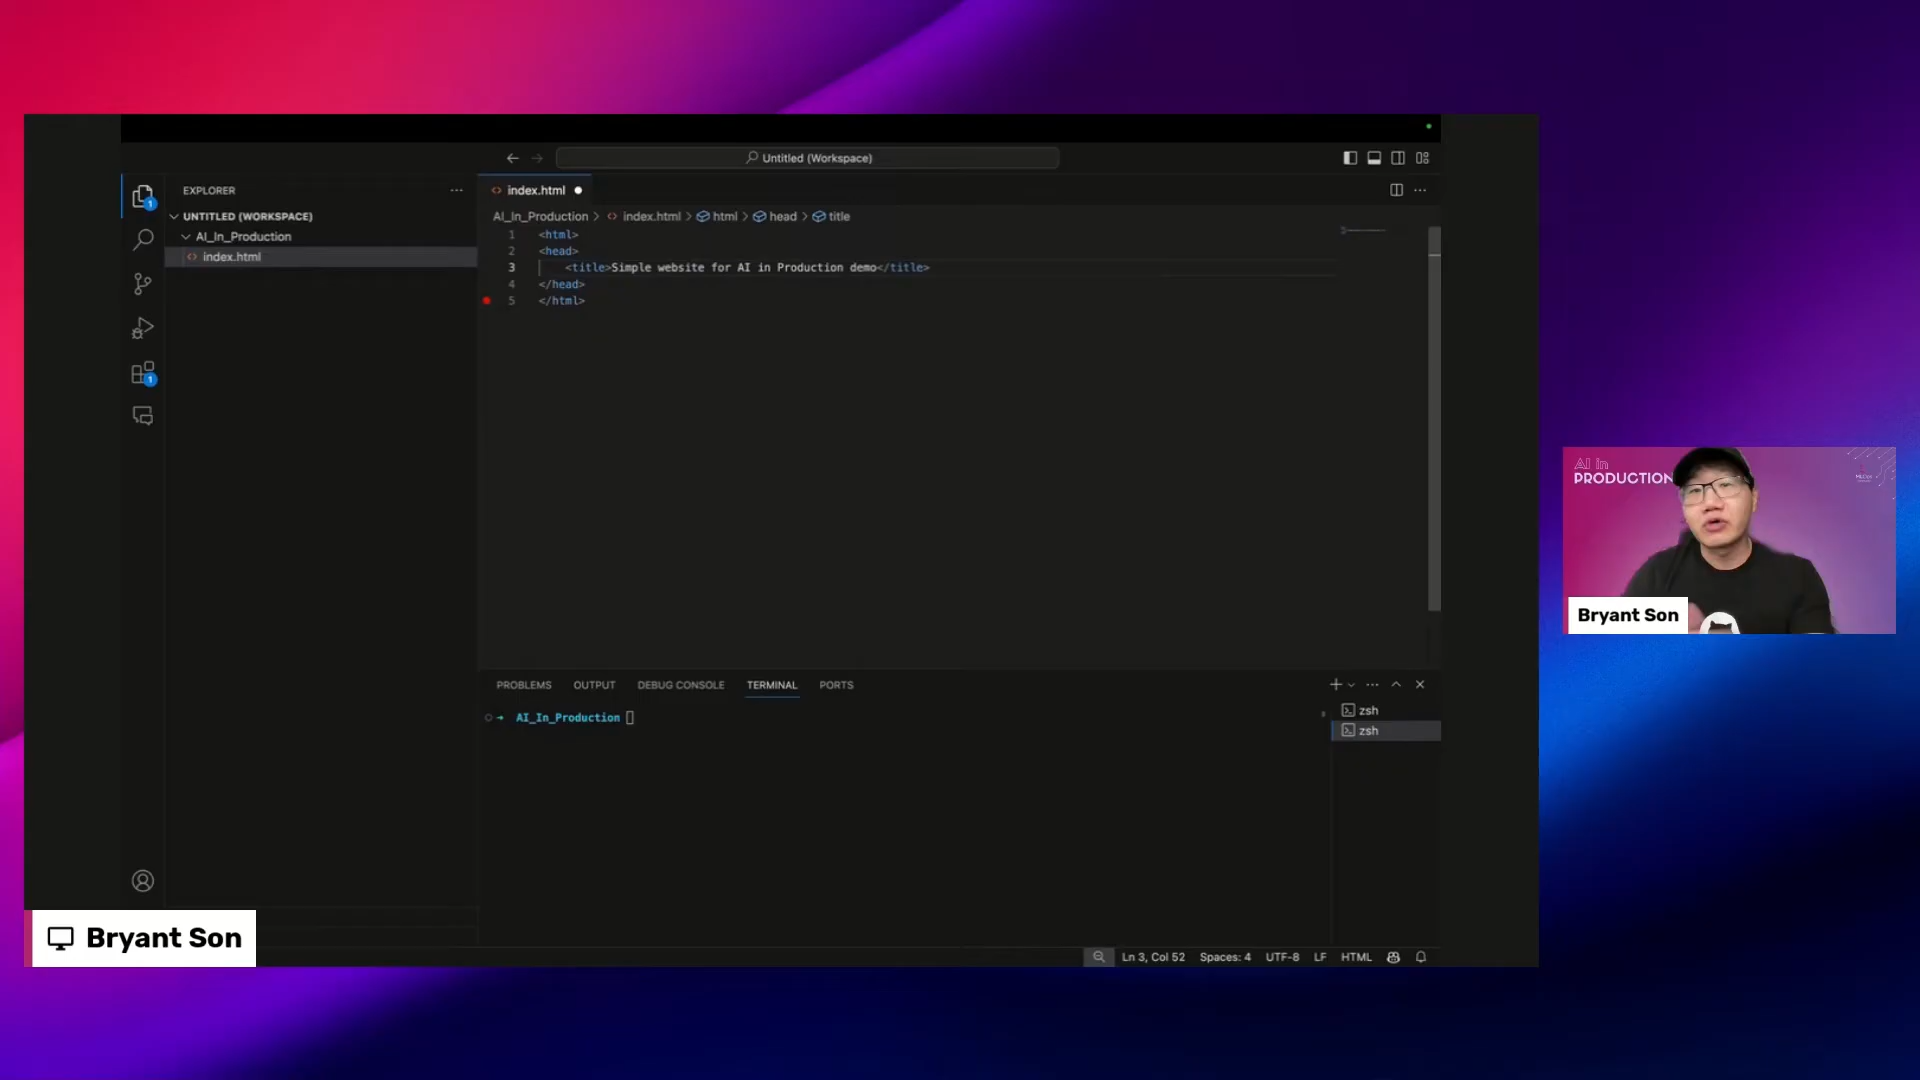 Untitled (Workspace)
EXPLORER
index.html
1
UNTITLED (WORKSPACE)
AI_In_Production
index.html
AI_In_Production > index.html > html > head > title
1 <html>
2 <head>
3 <title>Simple website for AI in Production demo</title>
4 </head>
5 </html>
1
AI in
PRODUCTION
Bryant Son
PROBLEMS OUTPUT DEBUG CONSOLE TERMINAL PORTS
AI_In_Production
zsh
zsh
Bryant Son
Ln 3, Col 52 Spaces: 4 UTF-8 LF HTML